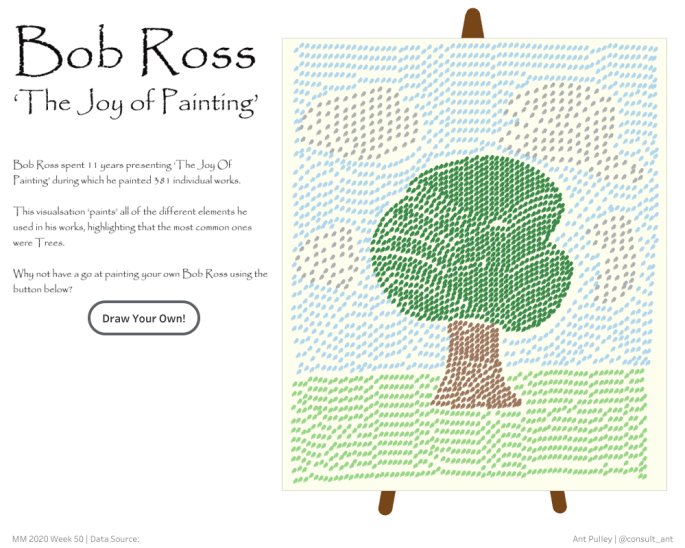 Bob Ross
‘The Joy of Painting’
Bob Ross spent 11 years presenting ‘The Joy Of
Painting’ during which he painted 381 individual works.
This visualsation ‘paints’ all of the different elements he
used in his works, highlighting that the most common ones
were Trees.
Why not have a go at painting your own Bob Ross using the
button below?
Draw Your Own!
MM 2020 Week 50 | Data Source:
Ant Pulley | @consult_ant